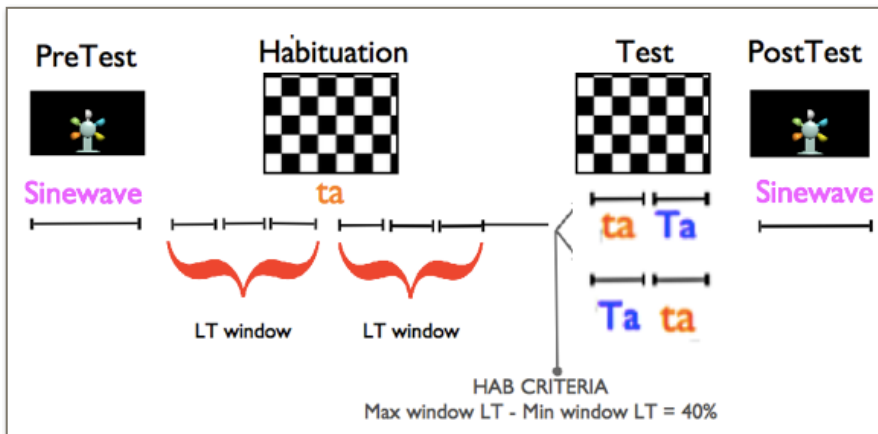 PreTest
Habituation
Test
PostTest
Sinewave
ta
Sinewave
ta Ta
Ta ta
LT window
LT window
HAB CRITERIA
Max window LT - Min window LT = 40%